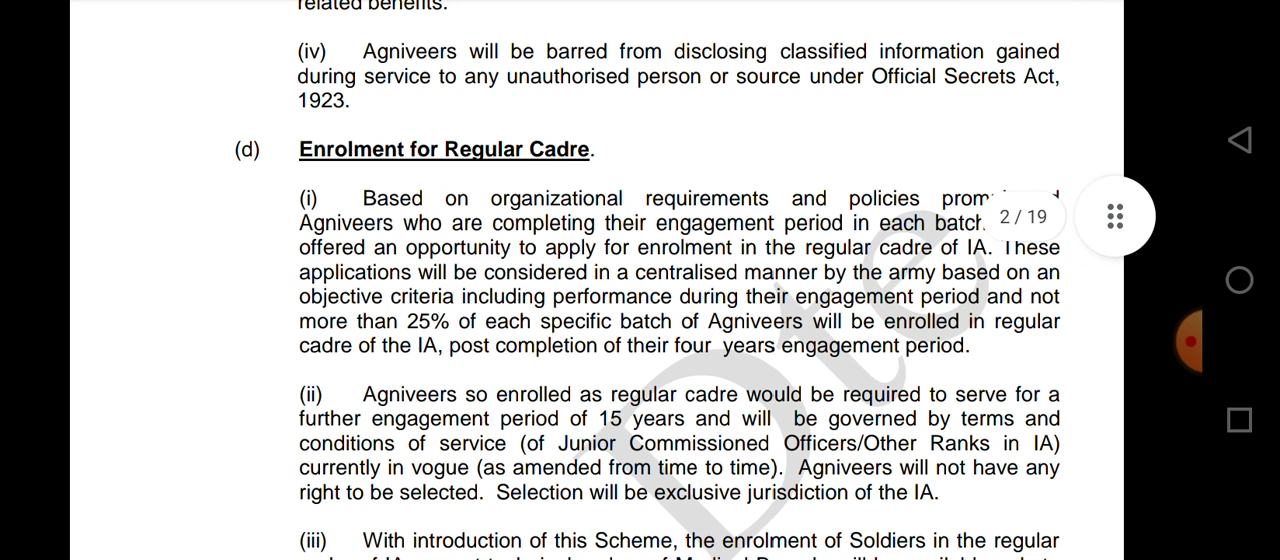 related benefits.
(iv) Agniveers will be barred from disclosing classified information gained
during service to any unauthorised person or source under Official Secrets Act,
1923.
(d) Enrolment for Regular Cadre.
(i) Based on organizational requirements and policies
Agniveers who are completing their engagement period in each batch
2 / 19
offered an opportunity to apply for enrolment in the regular cadre of IA. These
applications will be considered in a centralised manner by the army based on an
objective criteria including performance during their engagement period and not
more than 25% of each specific batch of Agniveers will be enrolled in regular
cadre of the IA, post completion of their four years engagement period.
(ii) Agniveers so enrolled as regular cadre would be required to serve for a
further engagement period of 15 years and will be governed by terms and
conditions of service (of Junior Commissioned Officers/Other Ranks in IA)
currently in vogue (as amended from time to time). Agniveers will not have any
right to be selected. Selection will be exclusive jurisdiction of the IA.
(iii) With introduction of this Scheme, the enrolment of Soldiers in the regular
Dte